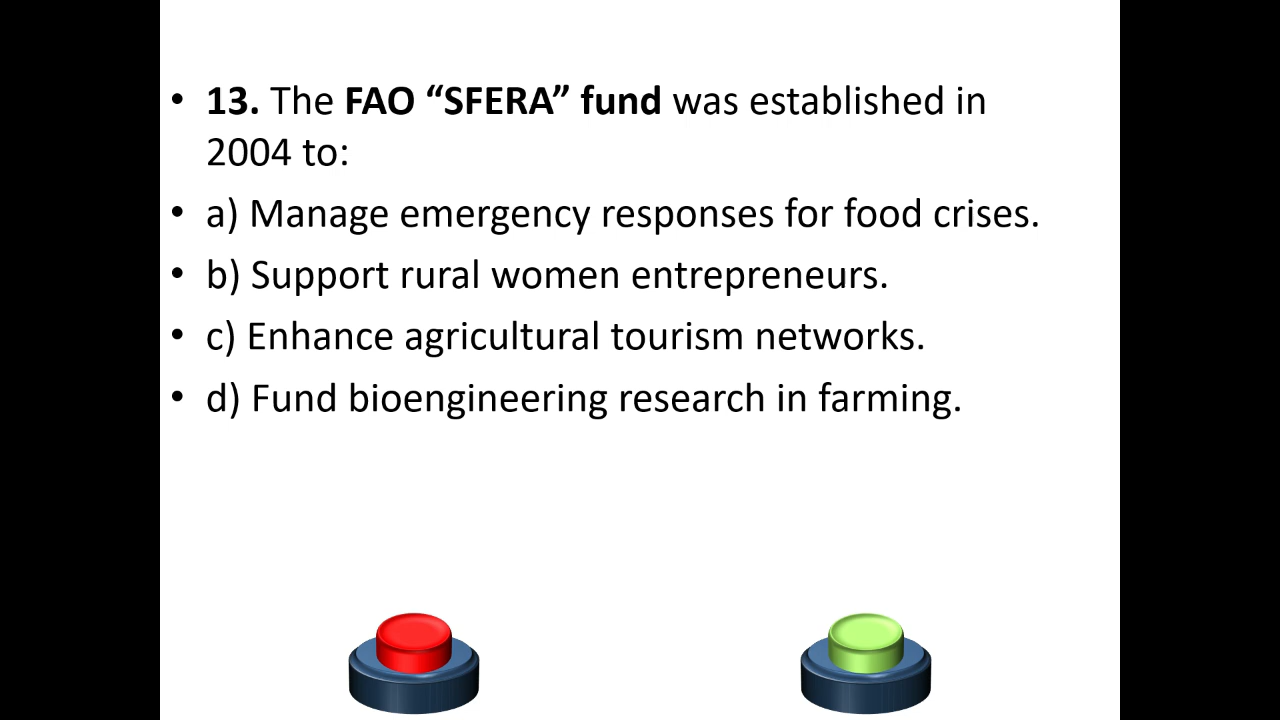 • 13. The FAO “SFERA” fund was established in
2004 to:
• a) Manage emergency responses for food crises.
• b) Support rural women entrepreneurs.
• c) Enhance agricultural tourism networks.
• d) Fund bioengineering research in farming.